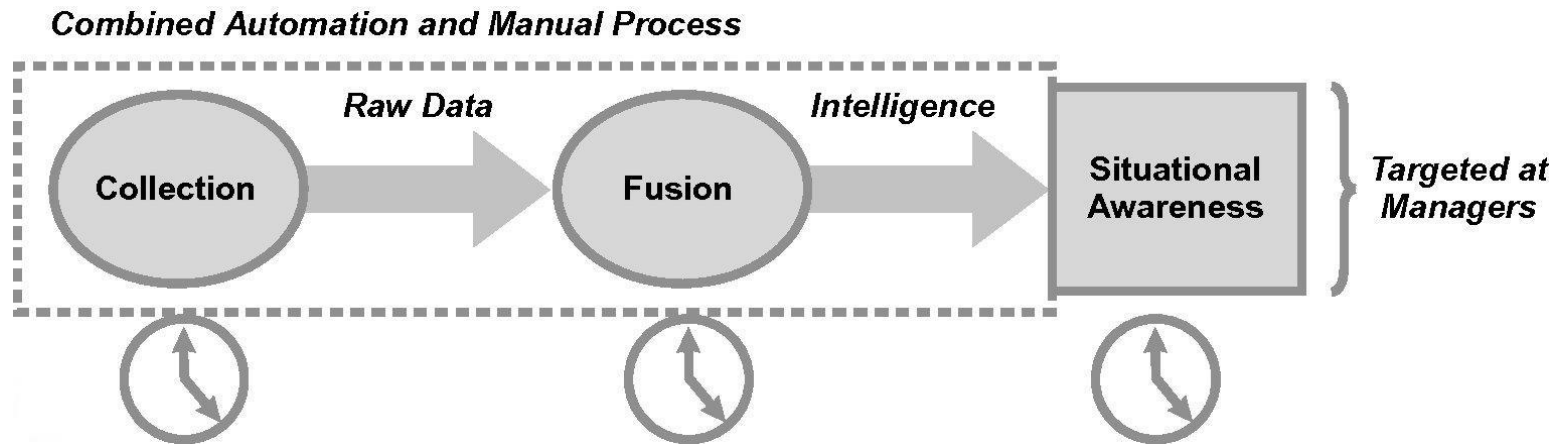 Combined Automation and Manual Process
Raw Data
Intelligence
Collection
Fusion
Situational
Awareness
Targeted at
Managers